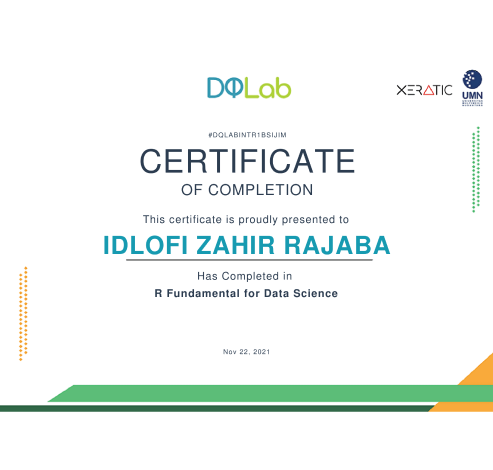 DQLab
XERATIC
UMN
#DQLABINTR1BSIJIM
CERTIFICATE
OF COMPLETION
This certificate is proudly presented to
IDLOFI ZAHIR RAJABA
Has Completed in
R Fundamental for Data Science
Nov 22, 2021